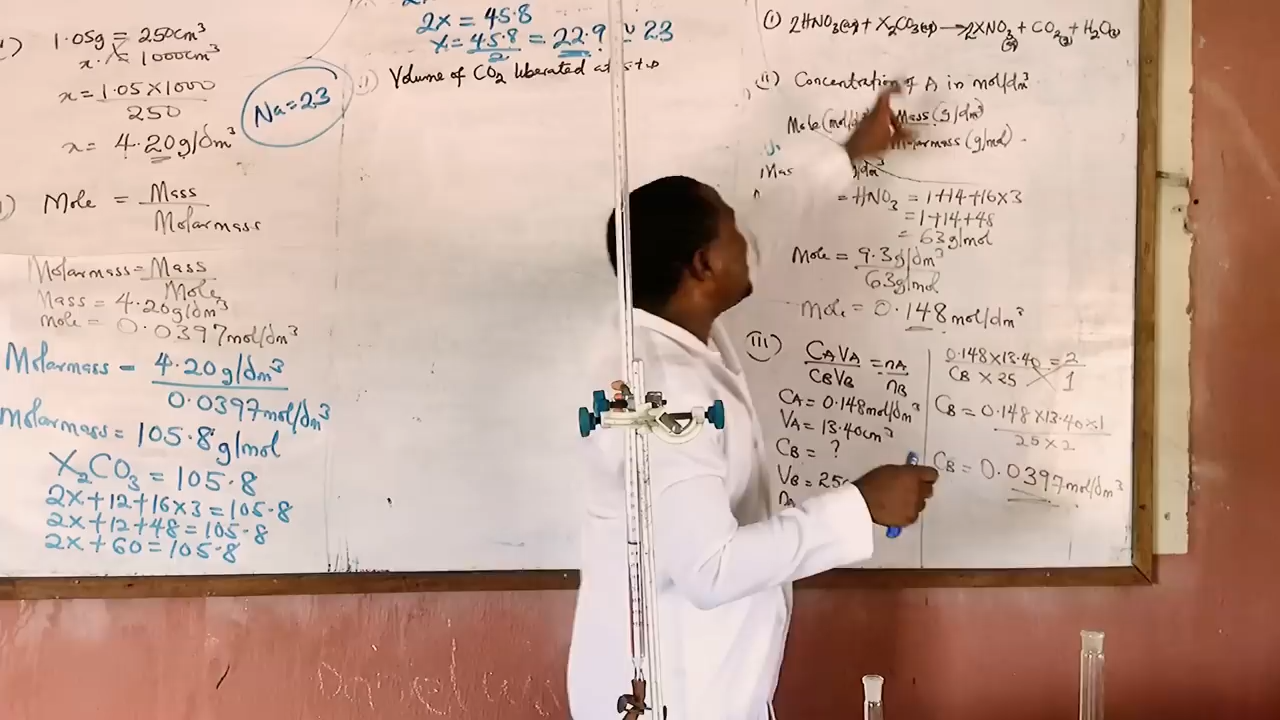 1.05g = 250cm³
x. 1000cm³
x = 1.05×1000
250
x = 4.20g/dm³
Mole = Mass
Molarmass
Molarmass = Mass
Mole
Mass = 4.20g/dm³
mole = 0.0397mol/dm³
Molarmass = 4.20g/dm³
0.0397mol/dm³
Molarmass = 105.8g/mol
X₂CO₃ = 105.8
2x+12+16×3=105.8
2x+12+48=105.8
2x+60=105.8
Na=23
2x = 45.8
x = 45.8 = 22.9 ≈ 23
2
Volume of CO₂ liberated at s.t.p
(i) 2HNO₃(aq) + X₂CO₃(aq) → 2XNO₃(aq) + CO₂(g) + H₂O(l)
(ii) Concentration of A in mol/dm³
Mole (mol/d Mass (g/dm³)
Molarmass (g/mol)
Mas g/dm³
= HNO₃ = 1+14+16×3
= 1+14+48
= 63g/mol
Mole = 9.3g/dm³
63g/mol
Mole = 0.148mol/dm³
(iii) CAVA = nA
CBVB nB
CA = 0.148mol/dm³
VA = 13.40cm³
CB = ?
VB = 25
0.148×13.40 = 2
CB × 25 1
CB = 0.148×13.40×1
25×2
CB = 0.0397mol/dm³